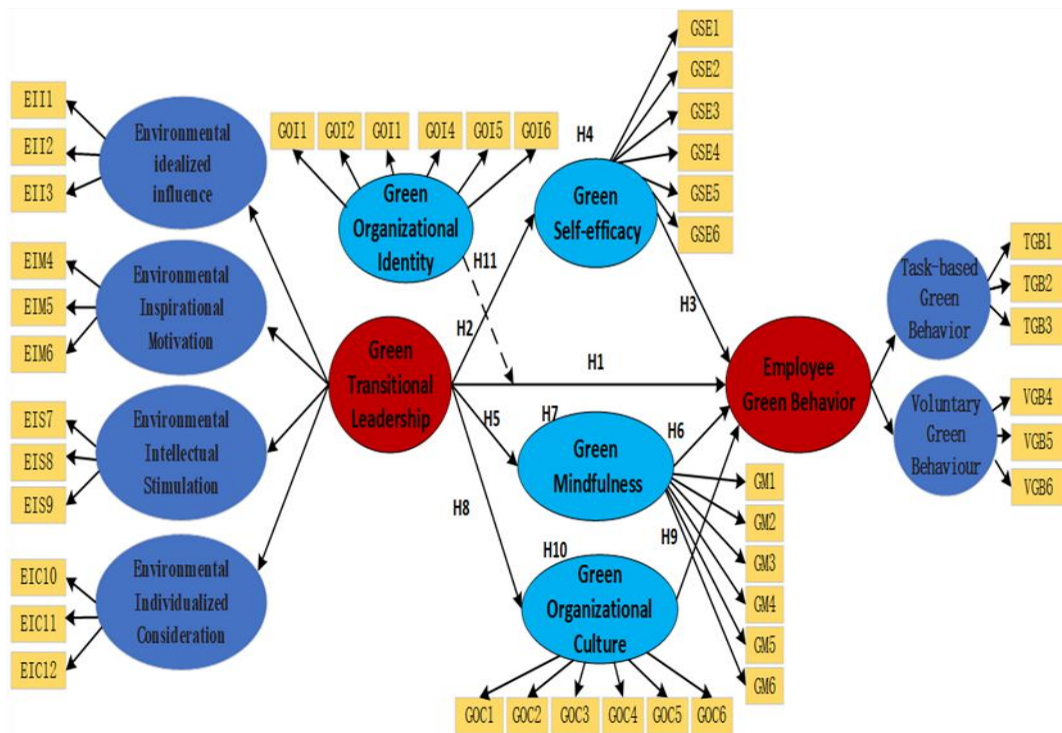 EII1
EII2
EII3
Environmental
idealized
influence
EIM4
EIM5
EIM6
Environmental
Inspirational
Motivation
EIS7
EIS8
EIS9
Environmental
Intellectual
Stimulation
EIC10
EIC11
EIC12
Environmental
Individualized
Consideration
GOI1
GOI2
GOI1
GOI4
GOI5
GOI6
Green
Organizational
Identity
H11
H2
Green
Transitional
Leadership
H5
H8
H4
Green
Self-efficacy
GSE1
GSE2
GSE3
GSE4
GSE5
GSE6
H3
H1
H7
Green
Mindfulness
H6
GM1
GM2
GM3
GM4
GM5
GM6
H10
H9
Green
Organizational
Culture
GOC1
GOC2
GOC3
GOC4
GOC5
GOC6
Employee
Green Behavior
Task-based
Green
Behavior
TGB1
TGB2
TGB3
Voluntary
Green
Behaviour
VGB4
VGB5
VGB6